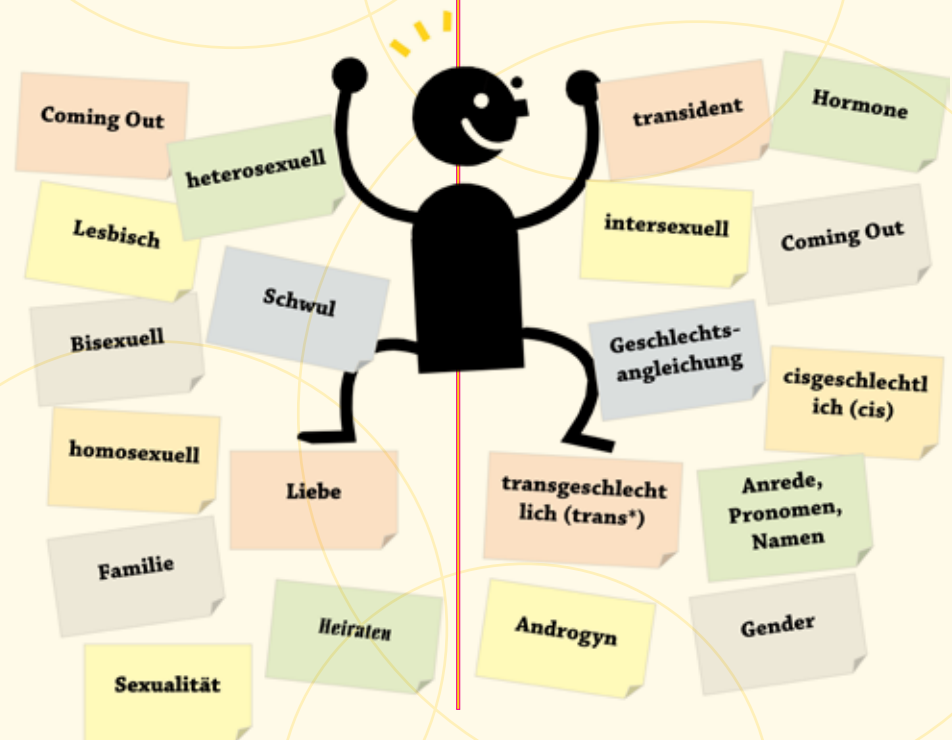 Coming Out
heterosexuell
Lesbisch
Schwul
Bisexuell
homosexuell
Liebe
Familie
Heiraten
Sexualität
transident
Hormone
intersexuell
Coming Out
Geschlechts-
angleichung
cisgeschlechtl
ich (cis)
transgeschlecht
lich (trans*)
Anrede,
Pronomen,
Namen
Androgyn
Gender